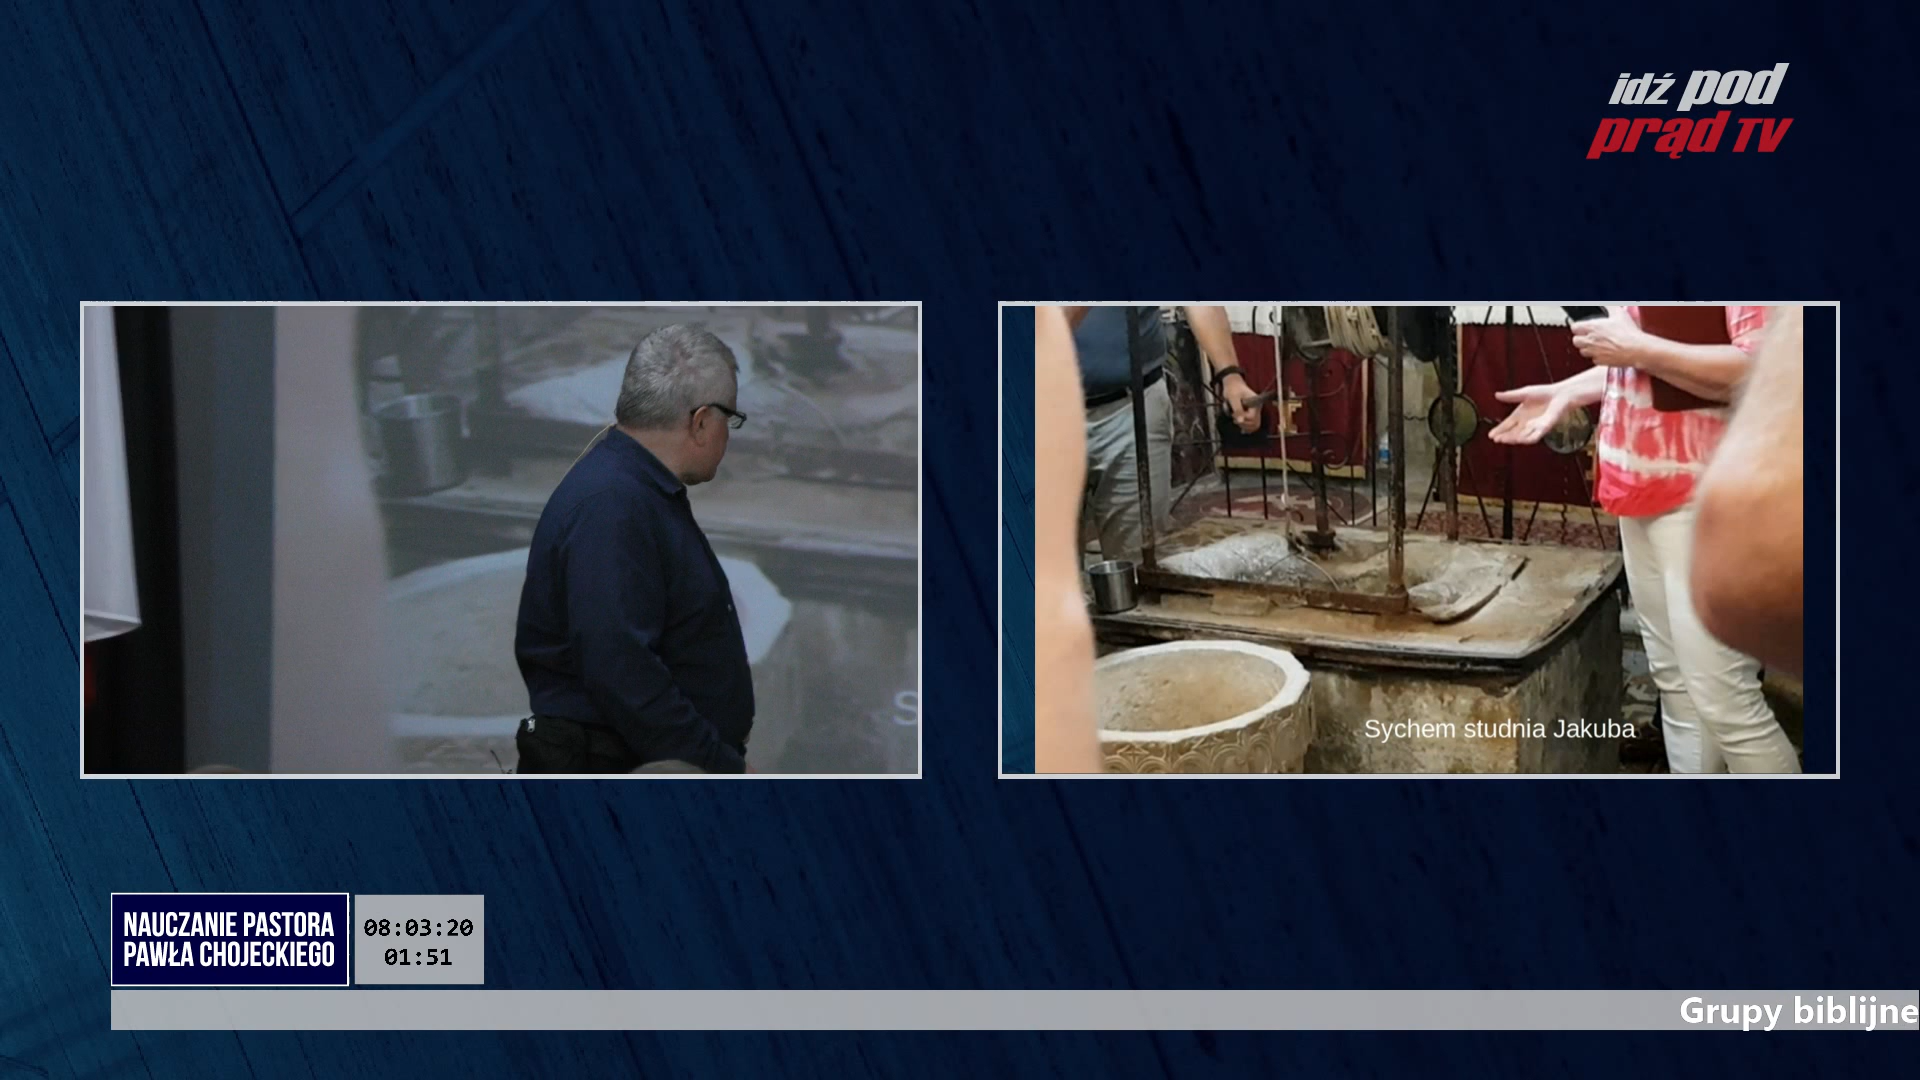 idź pod
prąd TV
S
Sychem studnia Jakuba
NAUCZANIE PASTORA
PAWŁA CHOJECKIEGO
08:03:20
01:51
Grupy biblijne